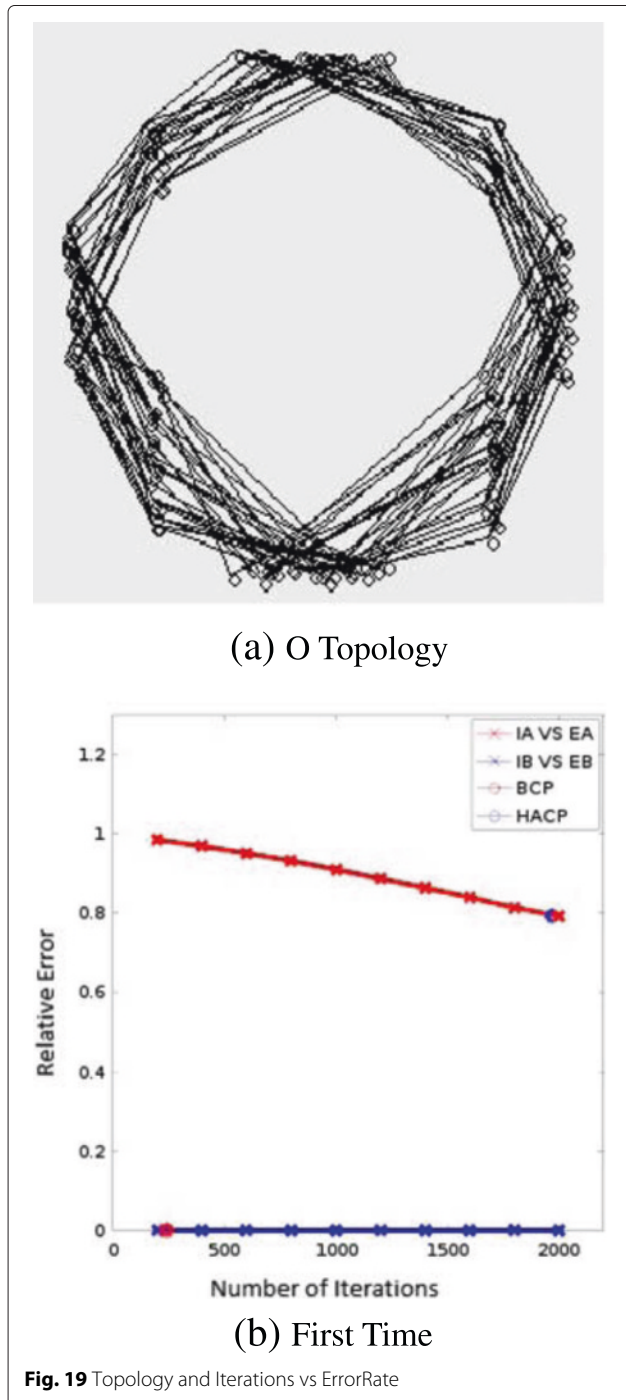 (a) O Topology
IA VS EA
IB VS EB
BCP
HACP
1.2
1
0.8
0.6
0.4
0.2
0
Relative Error
0 500 1000 1500 2000
Number of Iterations
(b) First Time
Fig. 19 Topology and Iterations vs ErrorRate